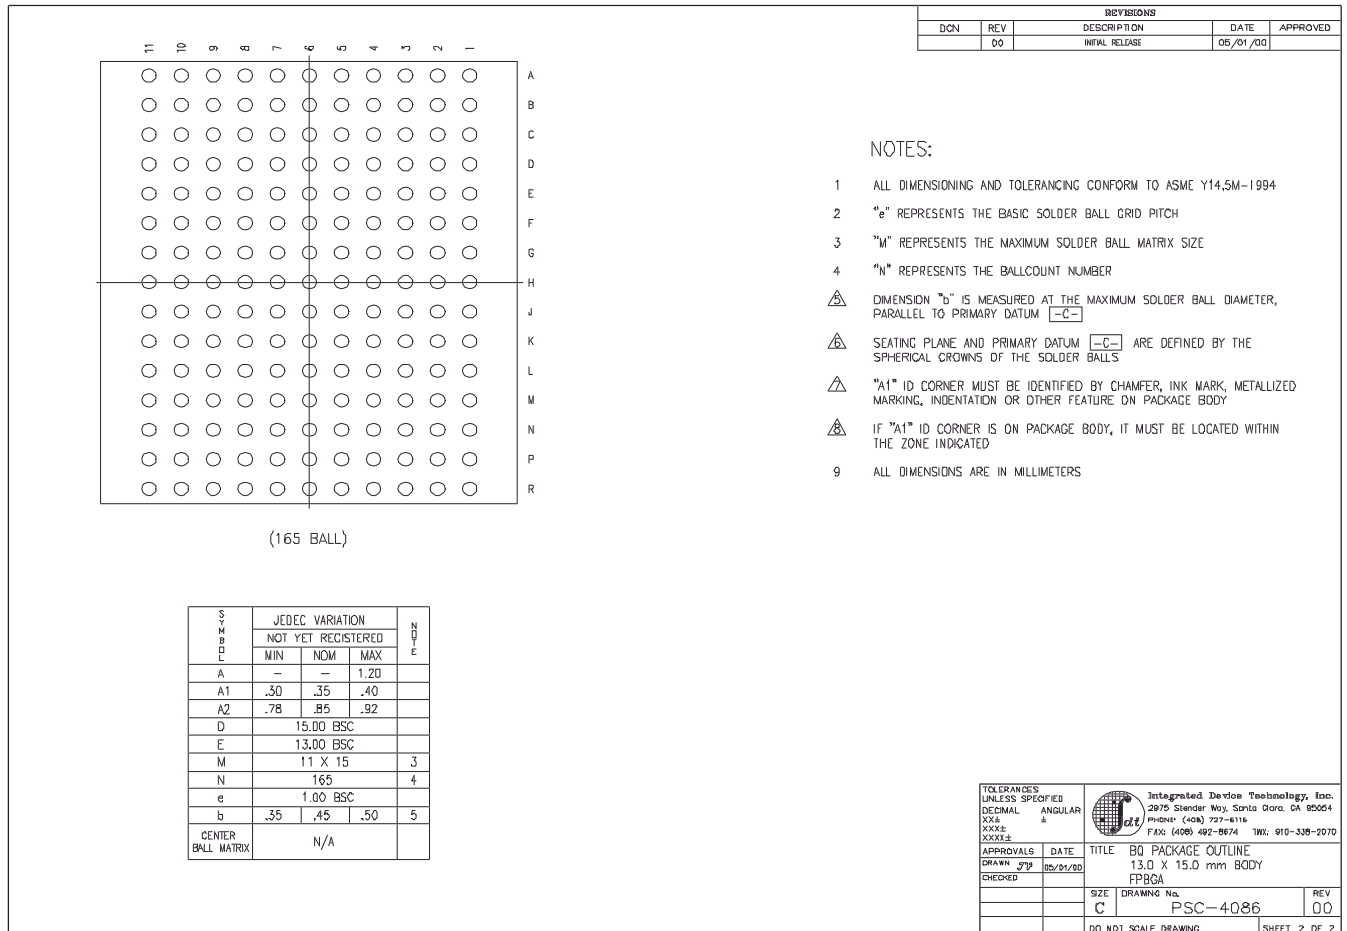 REVISIONS
DCN REV DESCRIPTION DATE APPROVED
00 INITIAL RELEASE 05/01/00
11 10 9 8 7 6 5 4 3 2 1
A
B
C
D
E
F
G
H
J
K
L
M
N
P
R
(165 BALL)
NOTES:
1 ALL DIMENSIONING AND TOLERANCING CONFORM TO ASME Y14.5M-1994
2 "e" REPRESENTS THE BASIC SOLDER BALL GRID PITCH
3 "M" REPRESENTS THE MAXIMUM SOLDER BALL MATRIX SIZE
4 "N" REPRESENTS THE BALLCOUNT NUMBER
5 DIMENSION "b" IS MEASURED AT THE MAXIMUM SOLDER BALL DIAMETER,
PARALLEL TO PRIMARY DATUM -C-
6 SEATING PLANE AND PRIMARY DATUM -C- ARE DEFINED BY THE
SPHERICAL CROWNS OF THE SOLDER BALLS
7 "A1" ID CORNER MUST BE IDENTIFIED BY CHAMFER, INK MARK, METALLIZED
MARKING, INDENTATION OR OTHER FEATURE ON PACKAGE BODY
8 IF "A1" ID CORNER IS ON PACKAGE BODY, IT MUST BE LOCATED WITHIN
THE ZONE INDICATED
9 ALL DIMENSIONS ARE IN MILLIMETERS
SYMBOL JEDEC VARIATION NOTE
NOT YET REGISTERED
MIN NOM MAX
A – – 1.20
A1 .30 .35 .40
A2 .78 .85 .92
D 15.00 BSC
E 13.00 BSC
M 11 X 15 3
N 165 4
e 1.00 BSC
b .35 .45 .50 5
CENTER
BALL MATRIX N/A
TOLERANCES
UNLESS SPECIFIED
DECIMAL ANGULAR
XX± ±
XXX±
XXXX±
idt
Integrated Device Technology, Inc.
2975 Stender Way, Santa Clara, CA 95054
PHONE: (408) 727-6116
FAX: (408) 492-8674 TWX: 910-338-2070
APPROVALS DATE
DRAWN 05/01/00
CHECKED
TITLE BQ PACKAGE OUTLINE
13.0 X 15.0 mm BODY
FPBGA
SIZE DRAWING No. REV
C PSC-4086 00
DO NOT SCALE DRAWING SHEET 2 OF 2